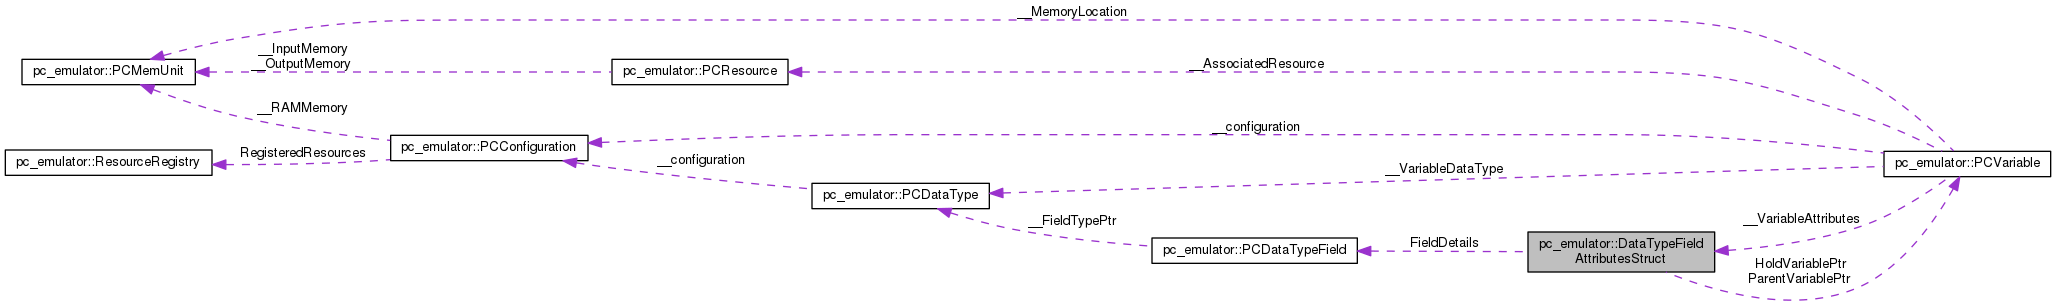 __MemoryLocation
__InputMemory
__OutputMemory
pc_emulator::PCMemUnit
pc_emulator::PCResource
__AssociatedResource
__RAMMemory
__configuration
pc_emulator::PCConfiguration
RegisteredResources
pc_emulator::ResourceRegistry
__configuration
pc_emulator::PCVariable
__VariableDataType
pc_emulator::PCDataType
__FieldTypePtr
__VariableAttributes
pc_emulator::PCDataTypeField
FieldDetails
pc_emulator::DataTypeField
AttributesStruct
HoldVariablePtr
ParentVariablePtr